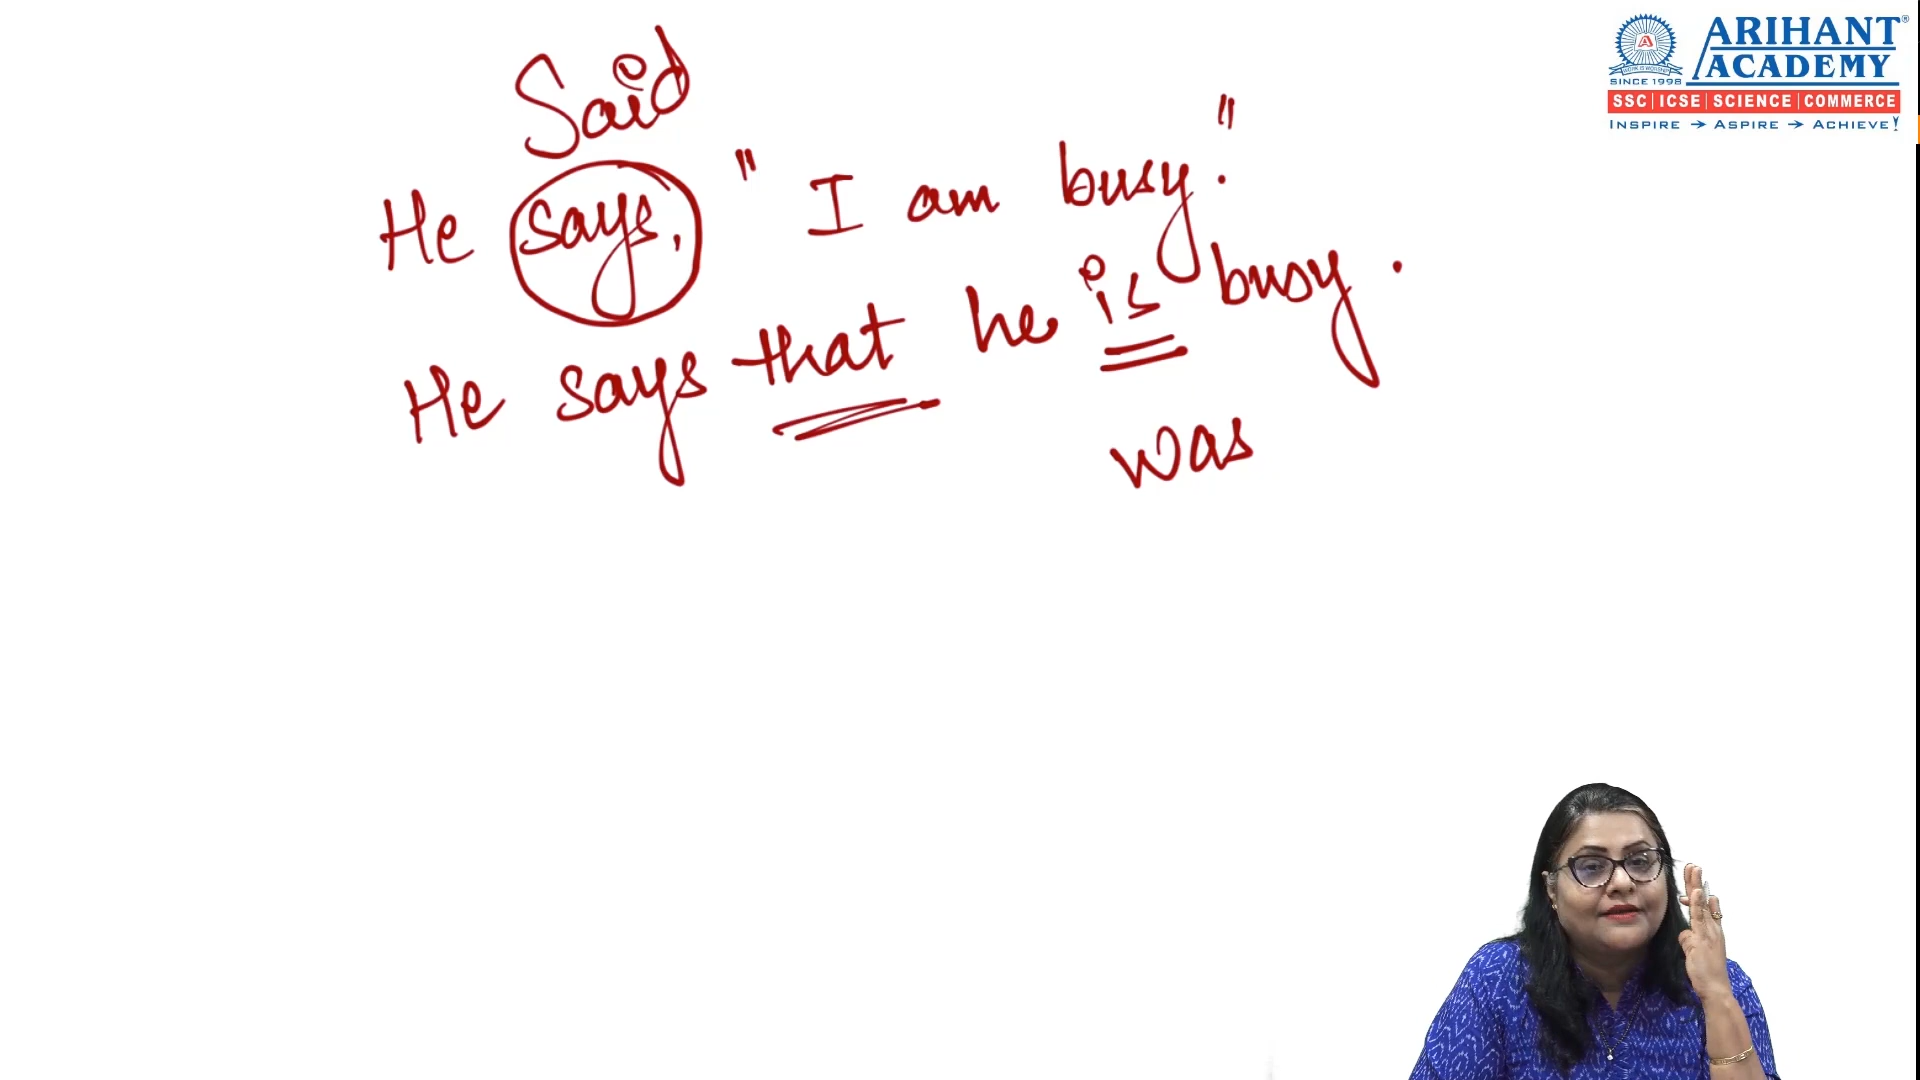 Said
He says, " I am busy."
He says that he is busy.
was
ARIHANT
ACADEMY
SINCE 1998
SSC | ICSE | SCIENCE | COMMERCE
INSPIRE → ASPIRE → ACHIEVE!